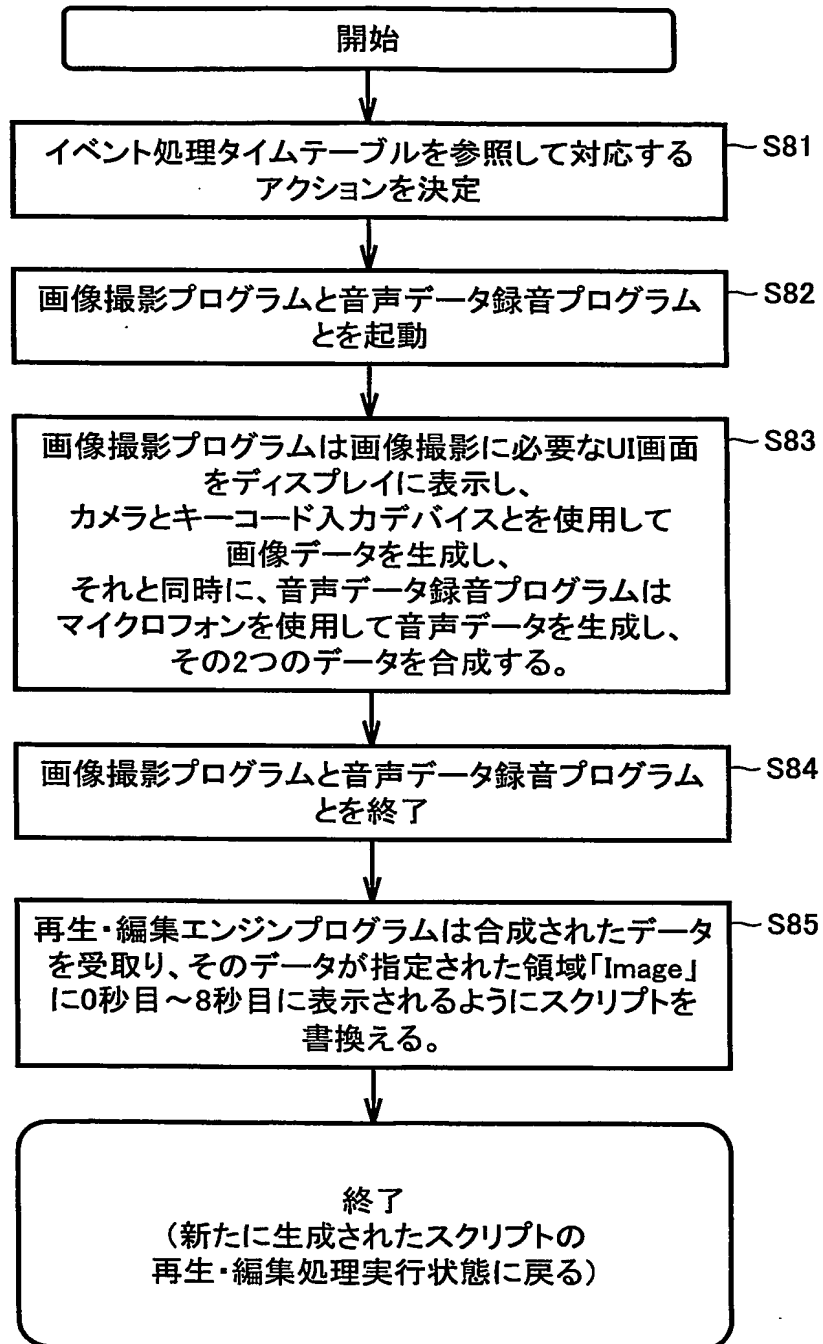 開始
イベント処理タイムテーブルを参照して対応する
アクションを決定
S81
画像撮影プログラムと音声データ録音プログラム
とを起動
S82
画像撮影プログラムは画像撮影に必要なUI画面
をディスプレイに表示し、
カメラとキーコード入力デバイスとを使用して
画像データを生成し、
それと同時に、音声データ録音プログラムは
マイクロフォンを使用して音声データを生成し、
その2つのデータを合成する。
S83
画像撮影プログラムと音声データ録音プログラム
とを終了
S84
再生・編集エンジンプログラムは合成されたデータ
を受取り、そのデータが指定された領域「Image」
に0秒目～8秒目に表示されるようにスクリプトを
書換える。
S85
終了
(新たに生成されたスクリプトの
再生・編集処理実行状態に戻る)